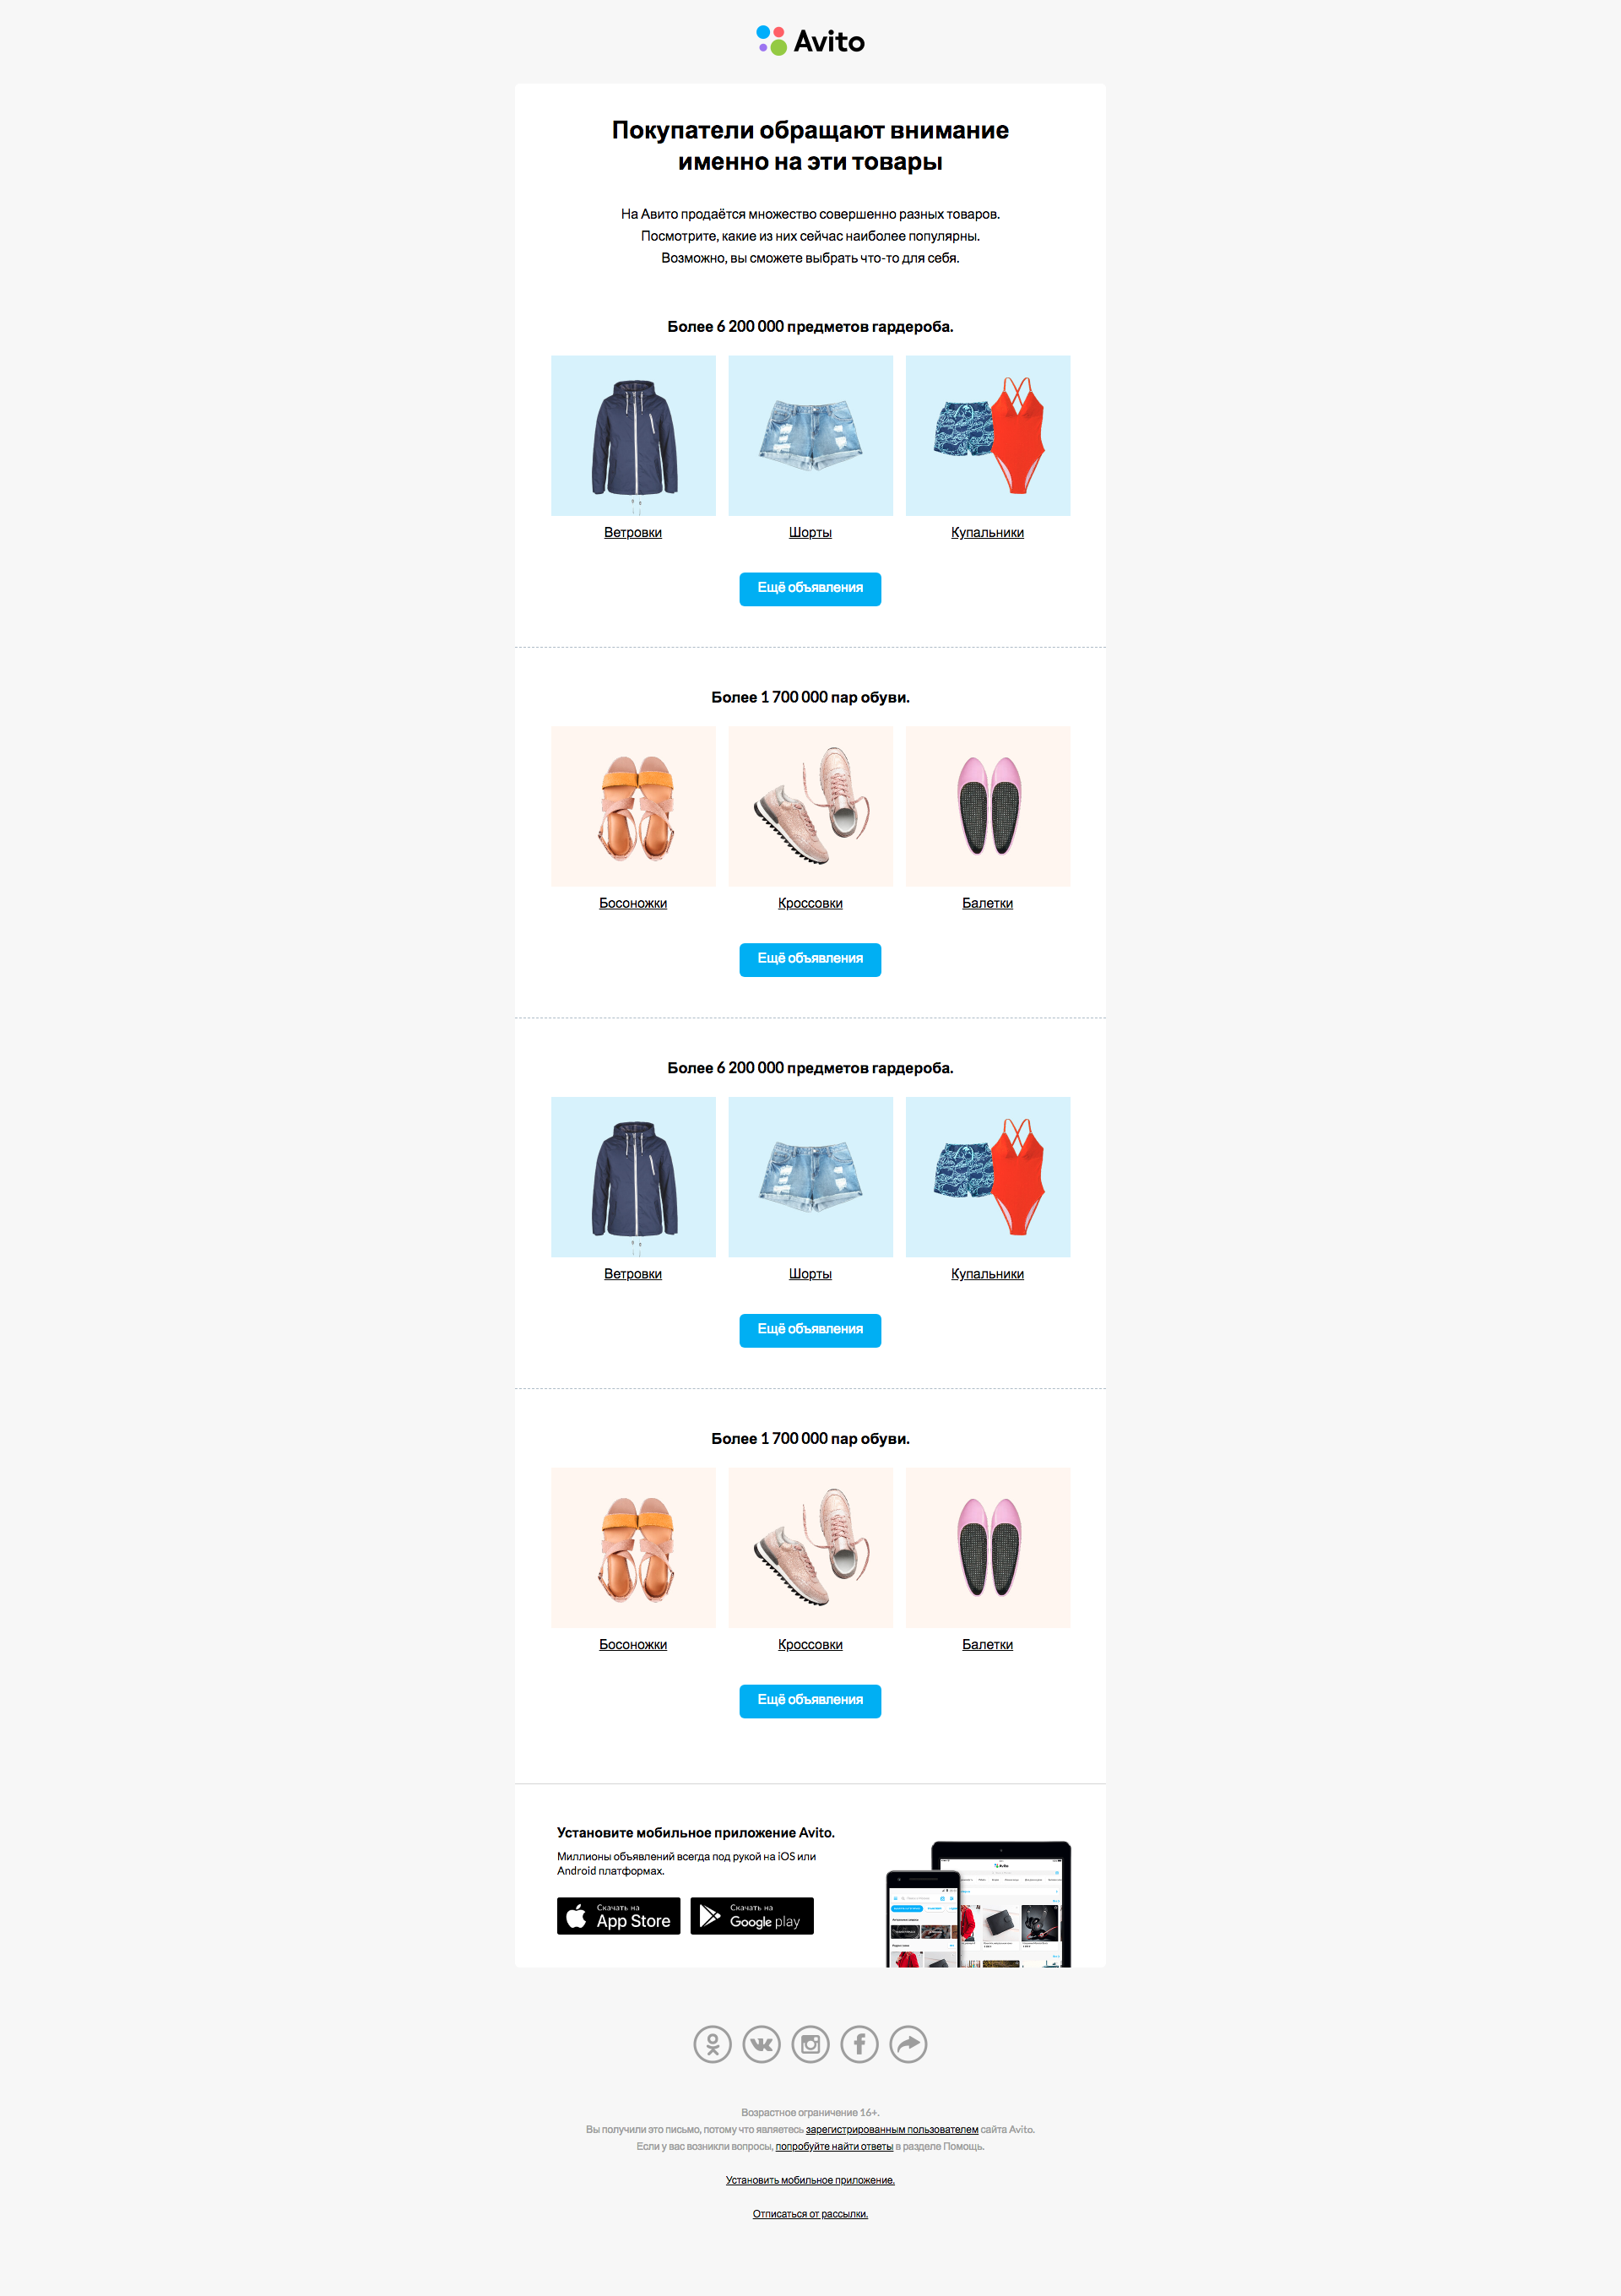 Avito
Покупатели обращают внимание
именно на эти товары
На Авито продаётся множество совершенно разных товаров.
Посмотрите, какие из них сейчас наиболее популярны.
Возможно, вы сможете выбрать что-то для себя.
Более 6 200 000 предметов гардероба.
Ветровки Шорты Купальники
Ещё объявления
Более 1 700 000 пар обуви.
Босоножки Кроссовки Балетки
Ещё объявления
Более 6 200 000 предметов гардероба.
Ветровки Шорты Купальники
Ещё объявления
Более 1 700 000 пар обуви.
Босоножки Кроссовки Балетки
Ещё объявления
Установите мобильное приложение Avito.
Миллионы объявлений всегда под рукой на iOS или
Android платформах.
Скачать на
App Store
Скачать на
Google play
Avito
Возрастное ограничение 16+.
Вы получили это письмо, потому что являетесь зарегистрированным пользователем сайта Avito.
Если у вас возникли вопросы, попробуйте найти ответы в разделе Помощь.
Установить мобильное приложение.
Отписаться от рассылки.